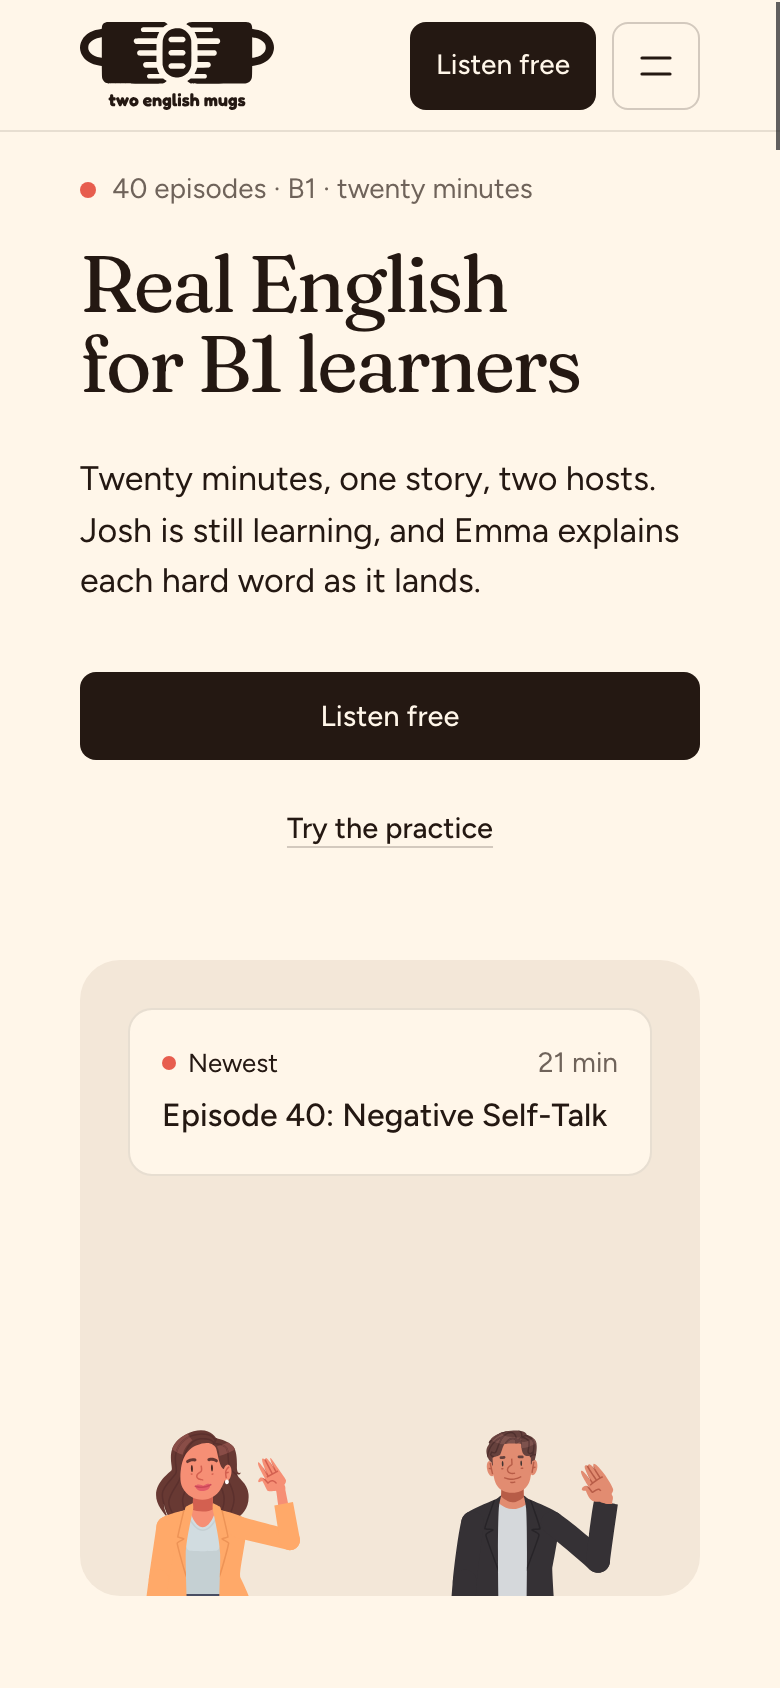 two english mugs
Listen free
40 episodes · B1 · twenty minutes
Real English
for B1 learners
Twenty minutes, one story, two hosts.
Josh is still learning, and Emma explains
each hard word as it lands.
Listen free
Try the practice
Newest
21 min
Episode 40: Negative Self-Talk